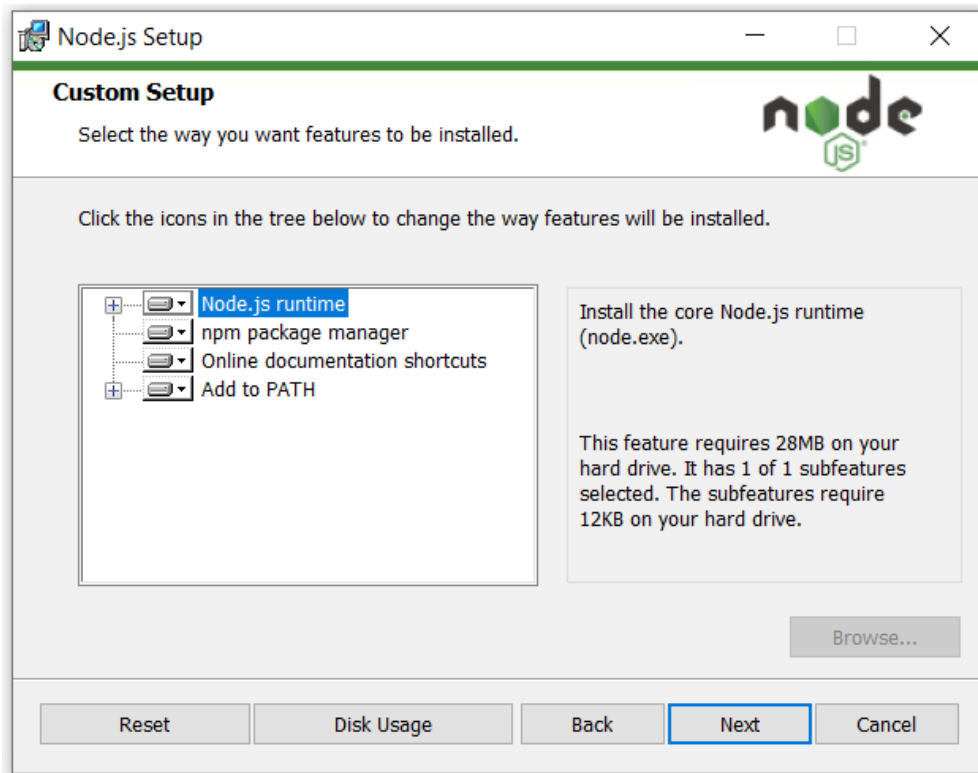 Node.js Setup
Custom Setup
Select the way you want features to be installed.
node
JS
Click the icons in the tree below to change the way features will be installed.
Node.js runtime
npm package manager
Online documentation shortcuts
Add to PATH
Install the core Node.js runtime
(node.exe).
This feature requires 28MB on your
hard drive. It has 1 of 1 subfeatures
selected. The subfeatures require
12KB on your hard drive.
Browse...
Reset
Disk Usage
Back
Next
Cancel